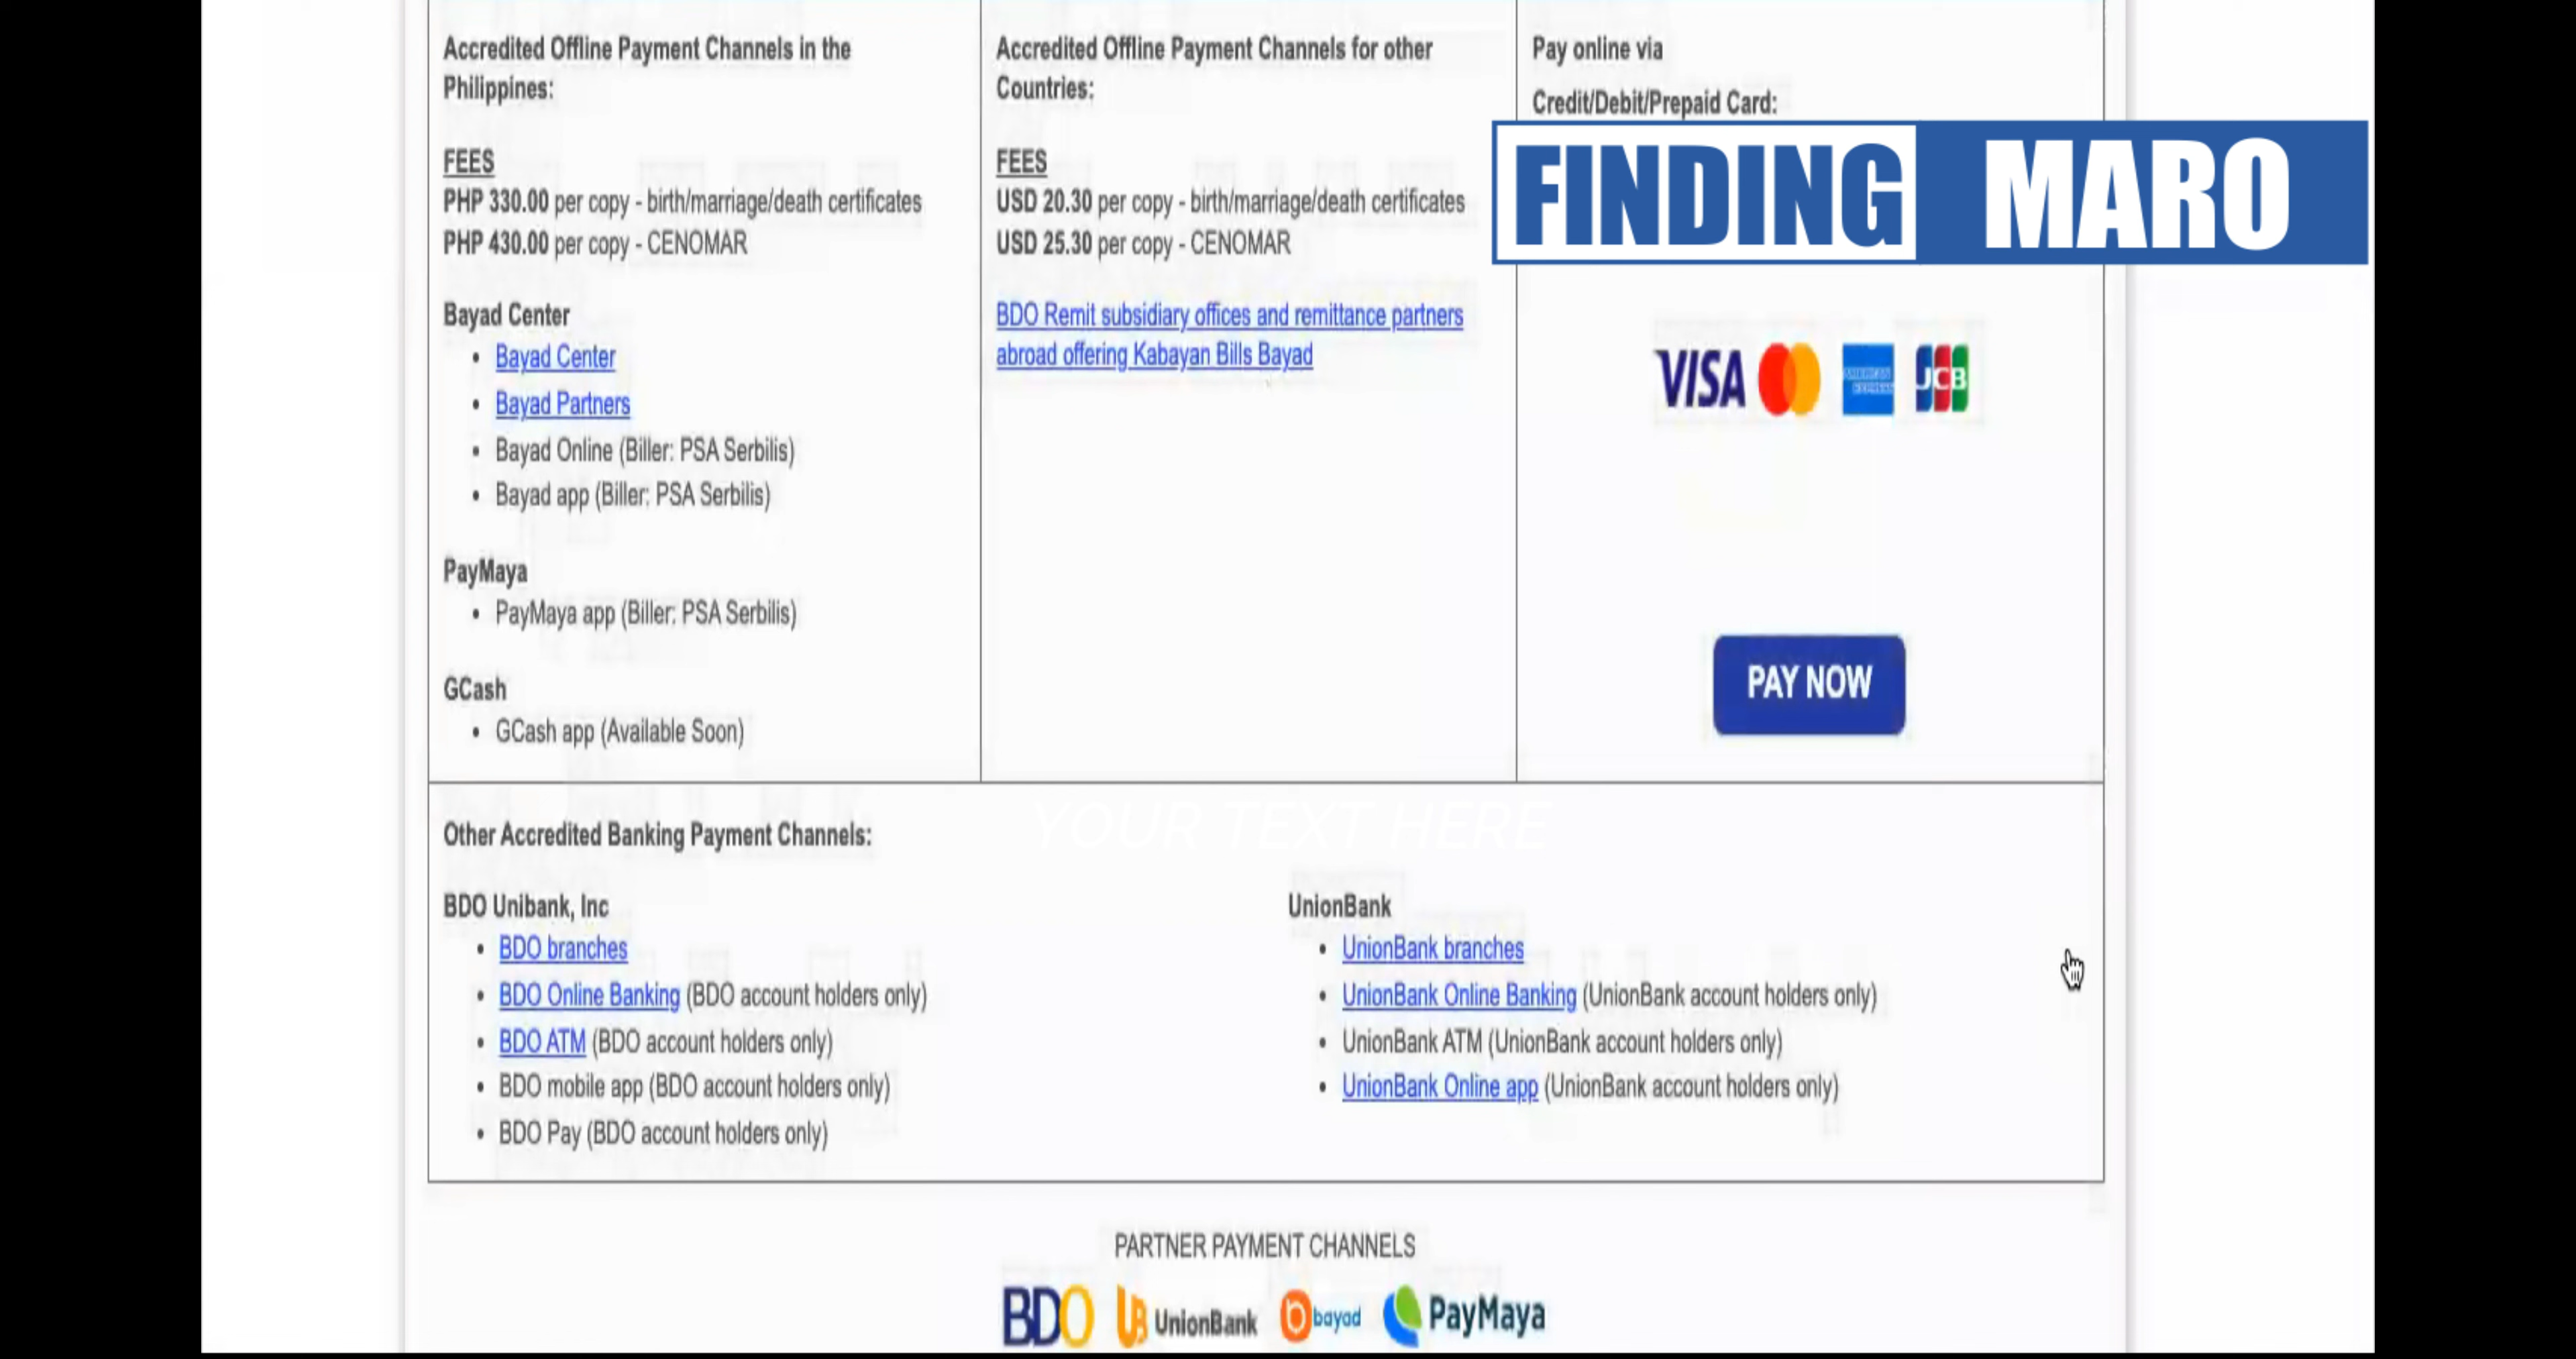 Accredited Offline Payment Channels in the
Philippines:
FEES
PHP 330.00 per copy - birth/marriage/death certificates
PHP 430.00 per copy - CENOMAR
Bayad Center
Bayad Center
Bayad Partners
Bayad Online (Biller: PSA Serbilis)
Bayad app (Biller: PSA Serbilis)
PayMaya
PayMaya app (Biller: PSA Serbilis)
GCash
GCash app (Available Soon)
Accredited Offline Payment Channels for other
Countries:
FEES
USD 20.30 per copy - birth/marriage/death certificates
USD 25.30 per copy - CENOMAR
BDO Remit subsidiary offices and remittance partners
abroad offering Kabayan Bills Bayad
Pay online via
Credit/Debit/Prepaid Card:
FINDING MARO
VISA AMERICAN EXPRESS JCB
PAY NOW
YOUR TEXT HERE
Other Accredited Banking Payment Channels:
BDO Unibank, Inc
BDO branches
BDO Online Banking (BDO account holders only)
BDO ATM (BDO account holders only)
BDO mobile app (BDO account holders only)
BDO Pay (BDO account holders only)
UnionBank
UnionBank branches
UnionBank Online Banking (UnionBank account holders only)
UnionBank ATM (UnionBank account holders only)
UnionBank Online app (UnionBank account holders only)
PARTNER PAYMENT CHANNELS
BDO UB UnionBank b bayad PayMaya